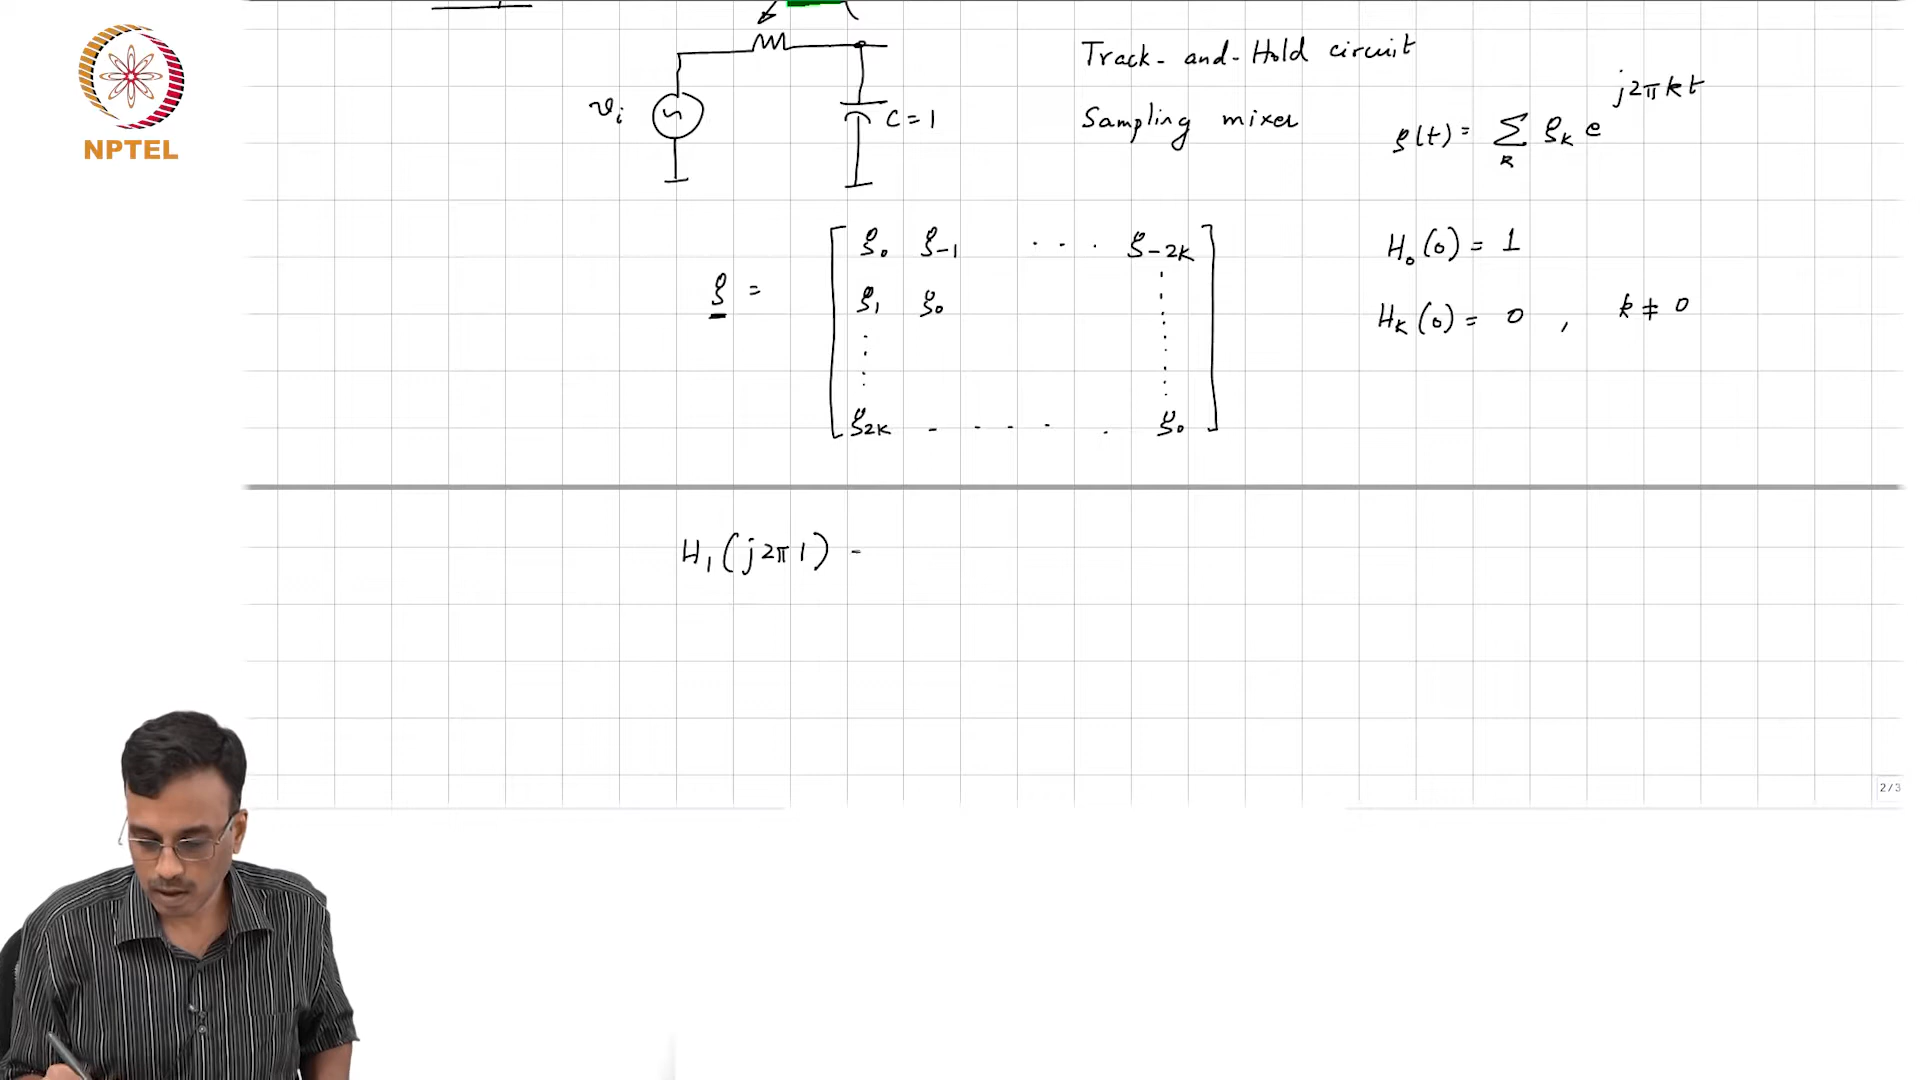 Track-and-Hold circuit
v_i
C = 1
Sampling mixer
g(t) = ∑_k g_k e^{j2πkt}
NPTEL
g = [ g_0 g_-1 . . . g_-2K
g_1 g_0
g_2K . . . . . g_0 ]
H_0(0) = 1
H_k(0) = 0 , k ≠ 0
H_1(j2π1) -
2/3